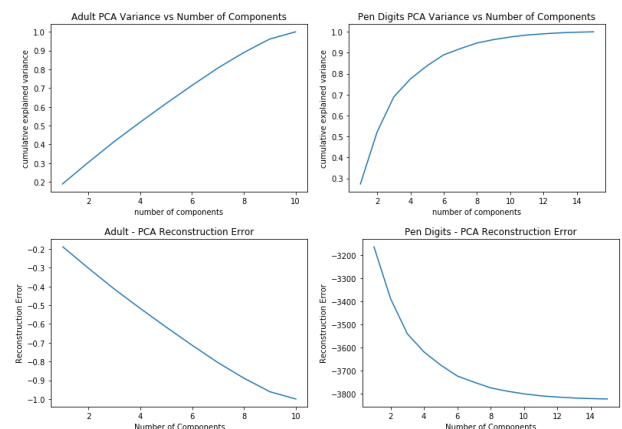 Adult PCA Variance vs Number of Components
cumulative explained variance
1.0
0.9
0.8
0.7
0.6
0.5
0.4
0.3
0.2
2 4 6 8 10
number of components
Pen Digits PCA Variance vs Number of Components
cumulative explained variance
1.0
0.9
0.8
0.7
0.6
0.5
0.4
0.3
2 4 6 8 10 12 14
number of components
Adult - PCA Reconstruction Error
Reconstruction Error
−0.2
−0.3
−0.4
−0.5
−0.6
−0.7
−0.8
−0.9
−1.0
2 4 6 8 10
Number of Components
Pen Digits - PCA Reconstruction Error
Reconstruction Error
−3200
−3300
−3400
−3500
−3600
−3700
−3800
2 4 6 8 10 12 14
Number of Components